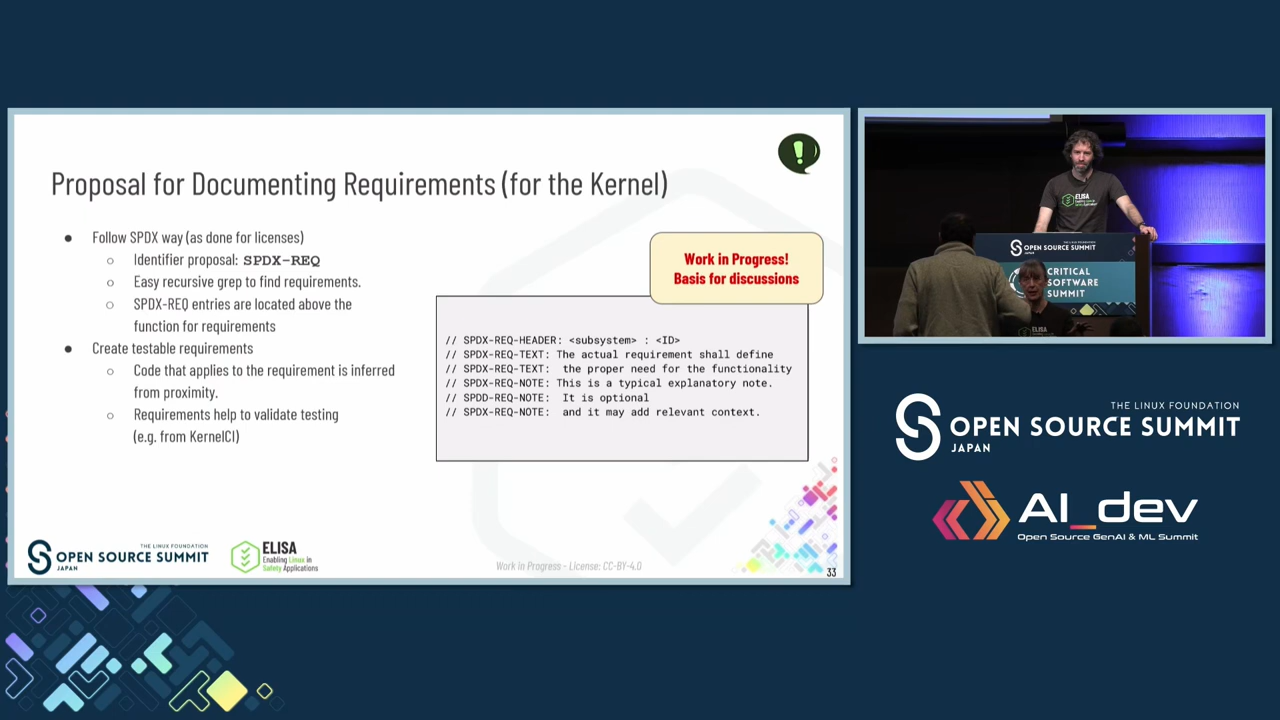 Proposal for Documenting Requirements (for the Kernel)
● Follow SPDX way (as done for licenses)
○ Identifier proposal: SPDX-REQ
○ Easy recursive grep to find requirements.
○ SPDX-REQ entries are located above the
function for requirements
● Create testable requirements
○ Code that applies to the requirement is inferred
from proximity.
○ Requirements help to validate testing
(e.g. from KernelCI)
Work in Progress!
Basis for discussions
// SPDX-REQ-HEADER: <subsystem> : <ID>
// SPDX-REQ-TEXT: The actual requirement shall define
// SPDX-REQ-TEXT:  the proper need for the functionality
// SPDX-REQ-NOTE: This is a typical explanatory note.
// SPDD-REQ-NOTE:  It is optional
// SPDX-REQ-NOTE:  and it may add relevant context.
THE LINUX FOUNDATION
OPEN SOURCE SUMMIT
JAPAN
ELISA
Enabling Linux in
Safety Applications
Work in Progress - License: CC-BY-4.0
33
ELISA
OPEN SOURCE SUMMIT
CRITICAL
SOFTWARE
SUMMIT
THE LINUX FOUNDATION
OPEN SOURCE SUMMIT
JAPAN
AI_dev
Open Source GenAI & ML Summit